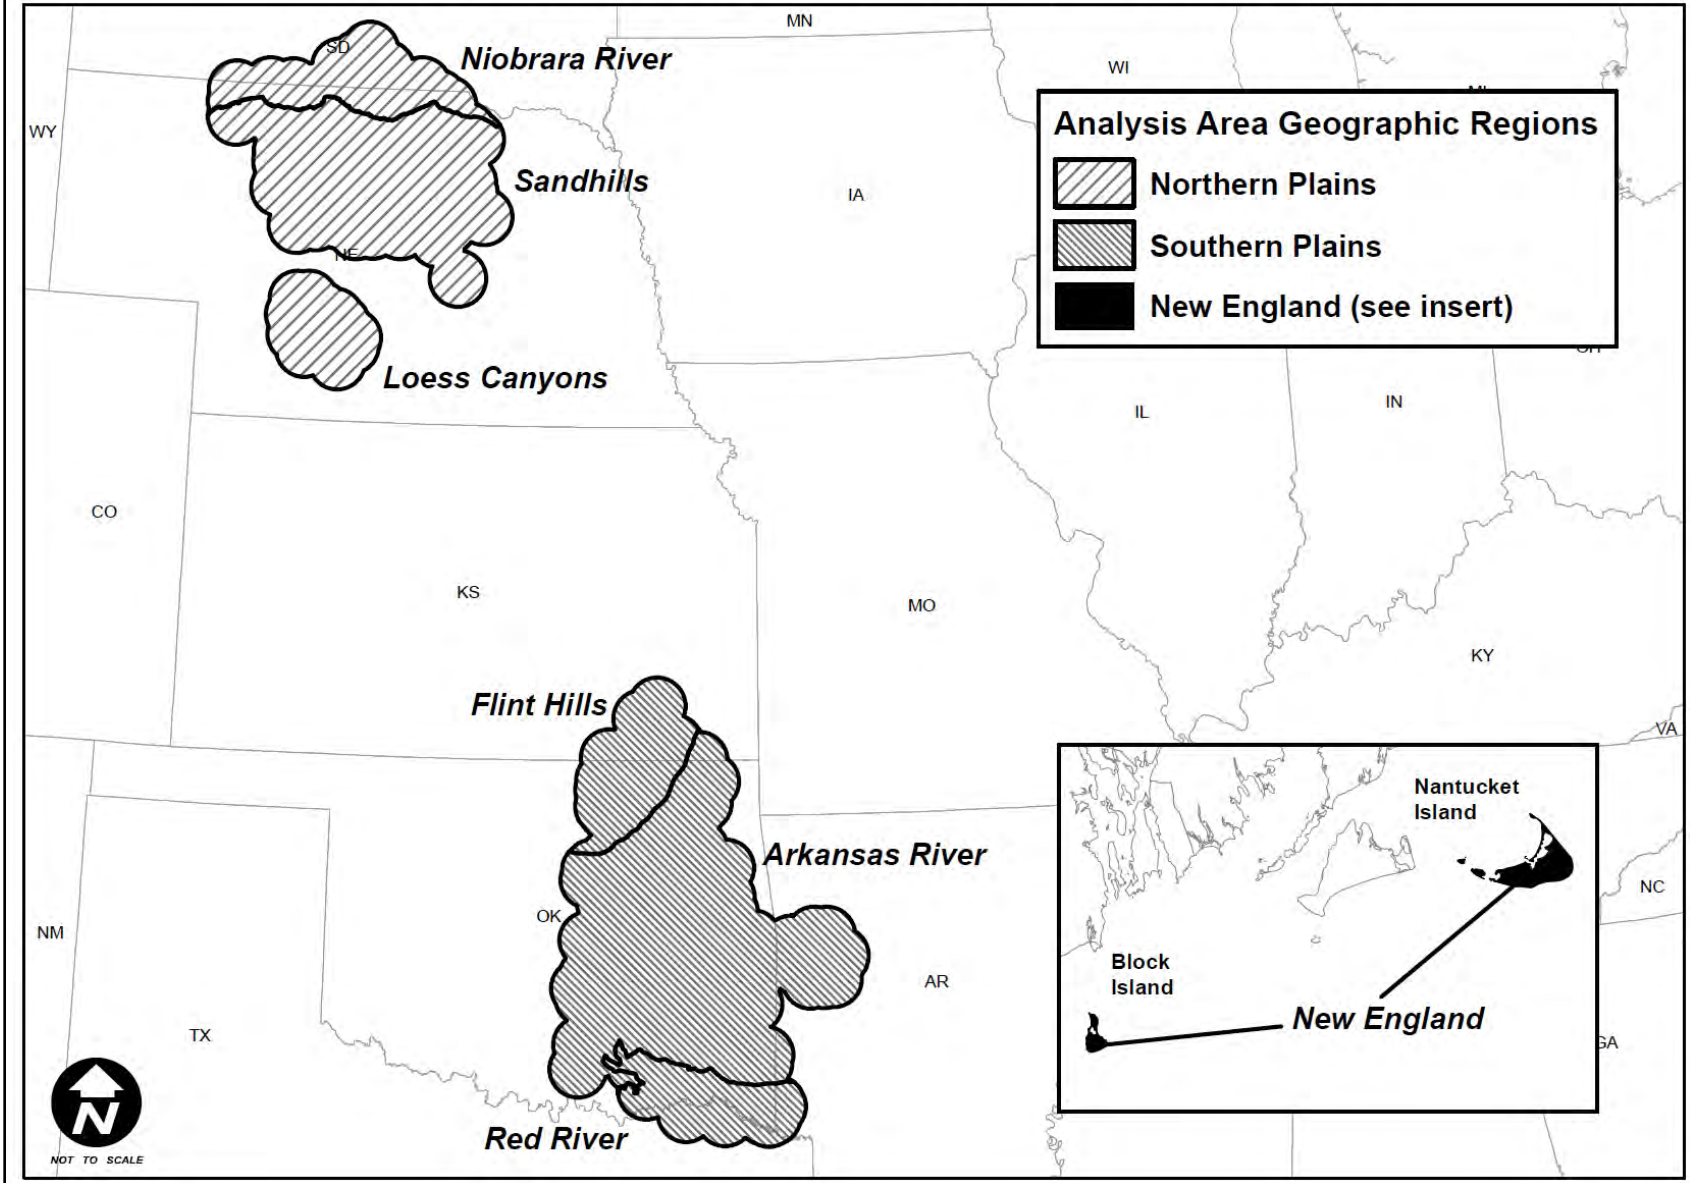 MN
SD
Niobrara River
WI
MI
Analysis Area Geographic Regions
WY
Northern Plains
Sandhills
IA
Southern Plains
NE
New England (see insert)
OH
Loess Canyons
IL
IN
CO
KS
MO
KY
Flint Hills
VA
Nantucket
Island
Arkansas River
NC
OK
NM
Block
Island
AR
New England
TX
GA
N
Red River
NOT TO SCALE